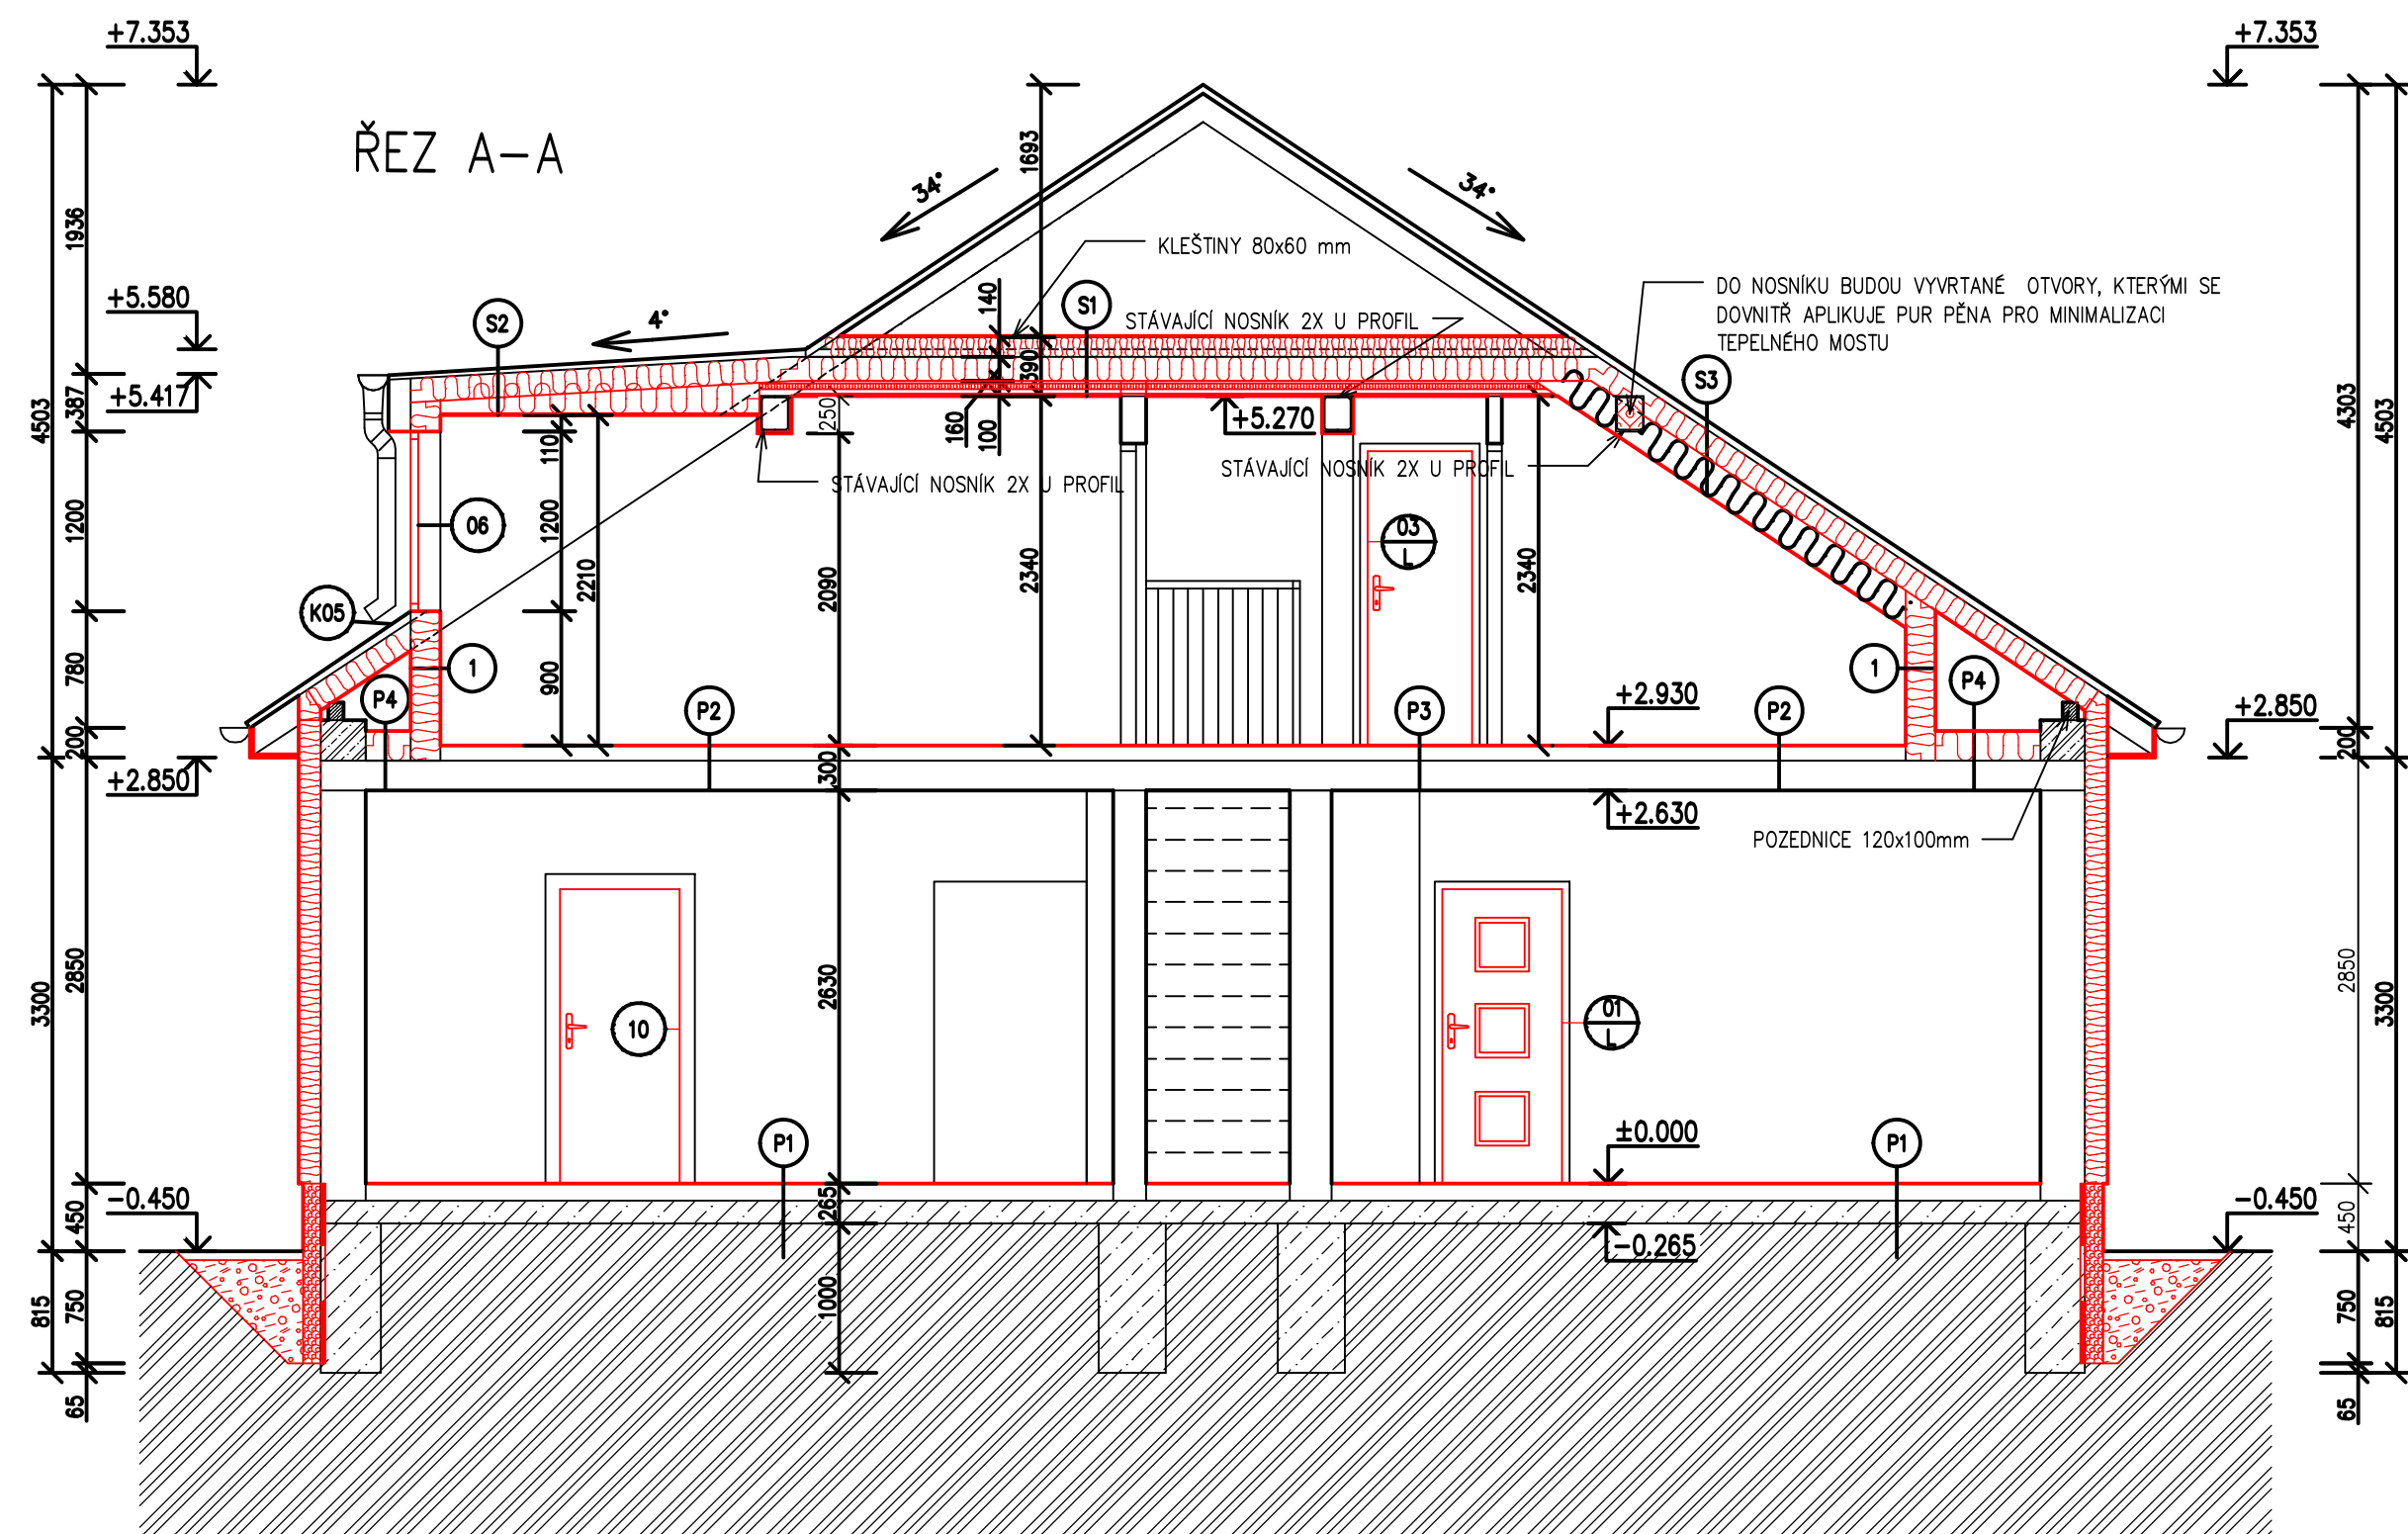 +7.353
+7.353
ŘEZ A-A
1693
34°
34°
1936
KLEŠTINY 80x60 mm
DO NOSNÍKU BUDOU VYVRTANÉ OTVORY, KTERÝMI SE
DOVNITŘ APLIKUJE PUR PĚNA PRO MINIMALIZACI
TEPELNÉHO MOSTU
+5.580
S2
4°
140
S1
STÁVAJÍCÍ NOSNÍK 2X U PROFIL
390
S3
+5.417
387
4503
110
250
160
100
+5.270
4303
4503
STÁVAJÍCÍ NOSNÍK 2X U PROFIL
STÁVAJÍCÍ NOSNÍK 2X U PROFIL
1200
06
1200
2210
2090
2340
03
L
2340
K05
780
1
900
1
P4
P2
P3
+2.930
P2
P4
+2.850
200
+2.850
300
200
+2.630
POZEDNICE 120x100mm
3300
2850
2630
2850
3300
10
01
L
P1
±0.000
P1
-0.450
450
265
-0.265
450
-0.450
815
750
1000
750
815
65
65